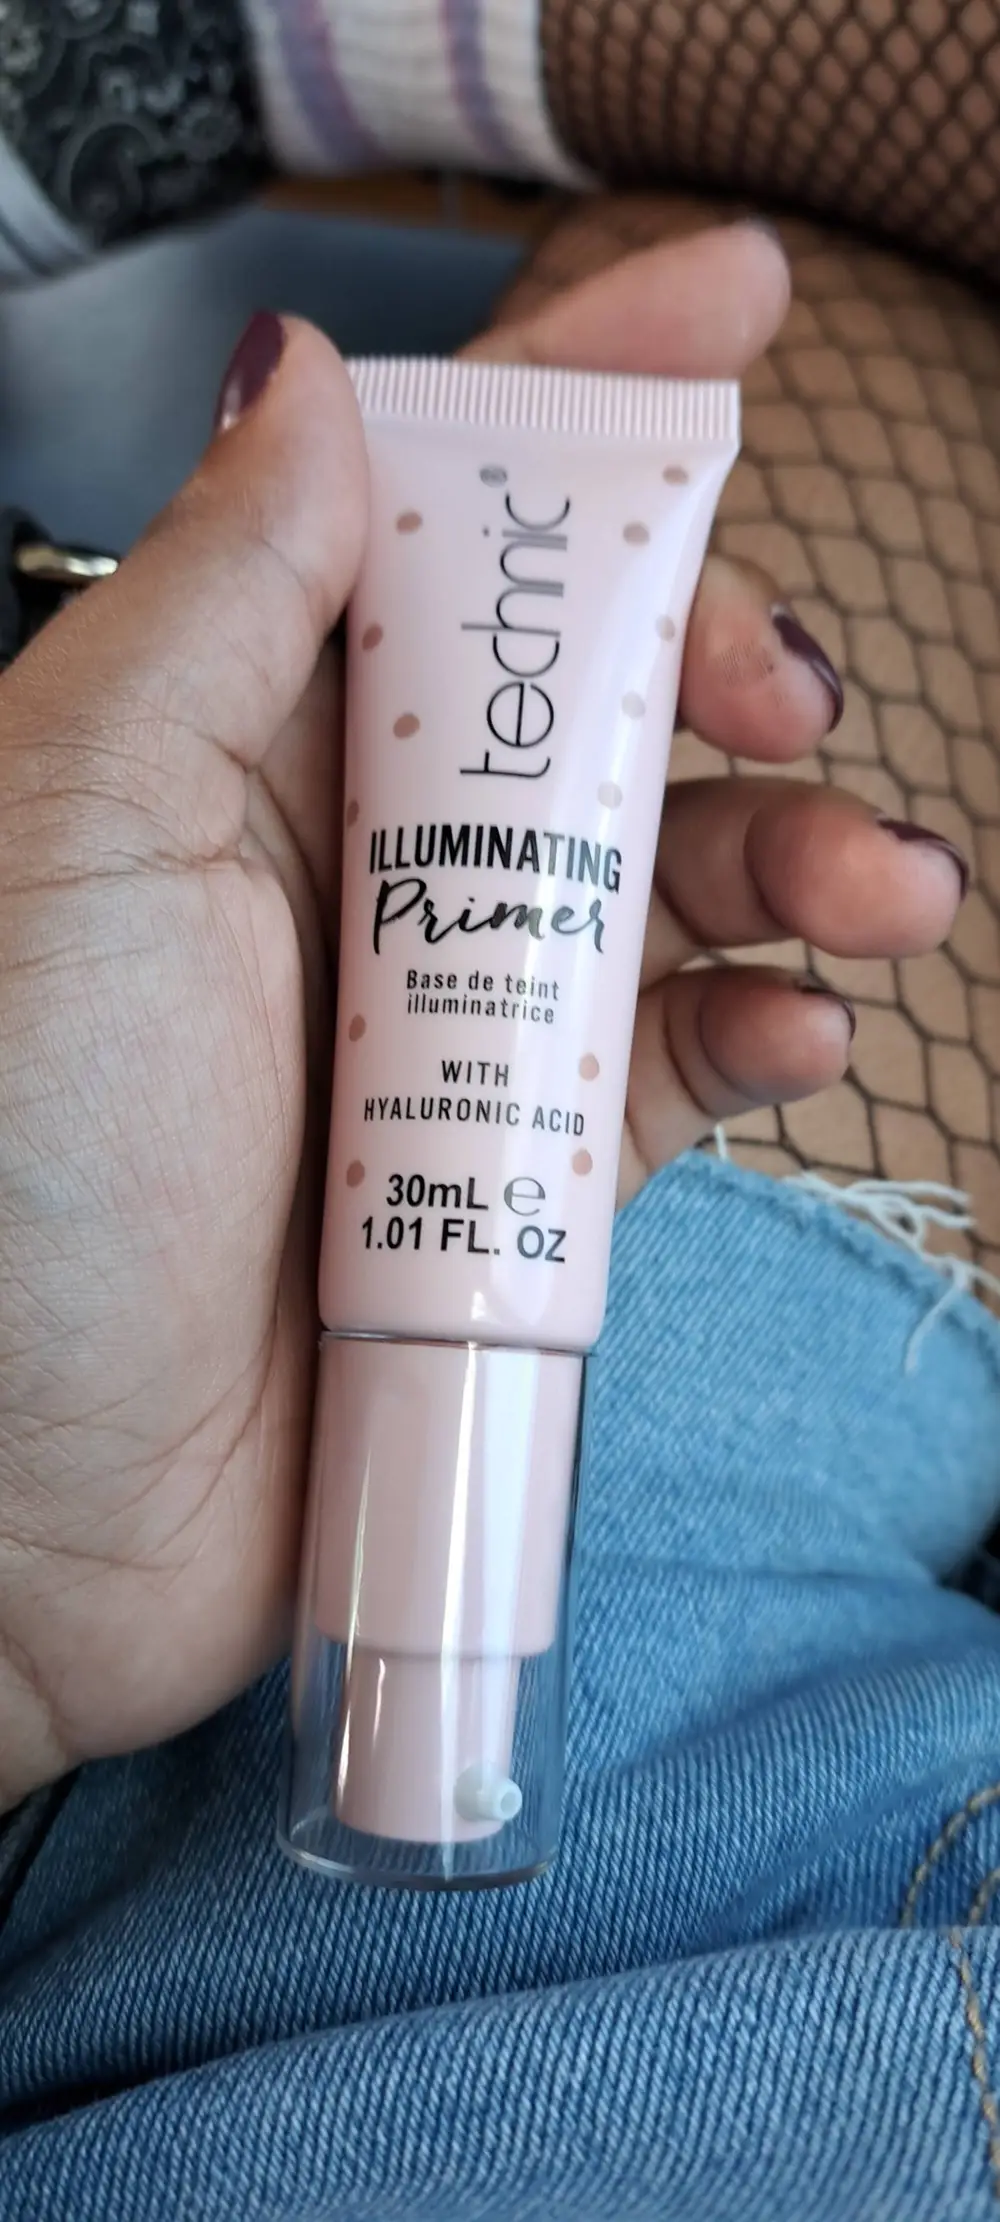 technic®
ILLUMINATING
Primer
Base de teint
illuminatrice
WITH
HYALURONIC ACID
30mL ℮
1.01 FL. OZ